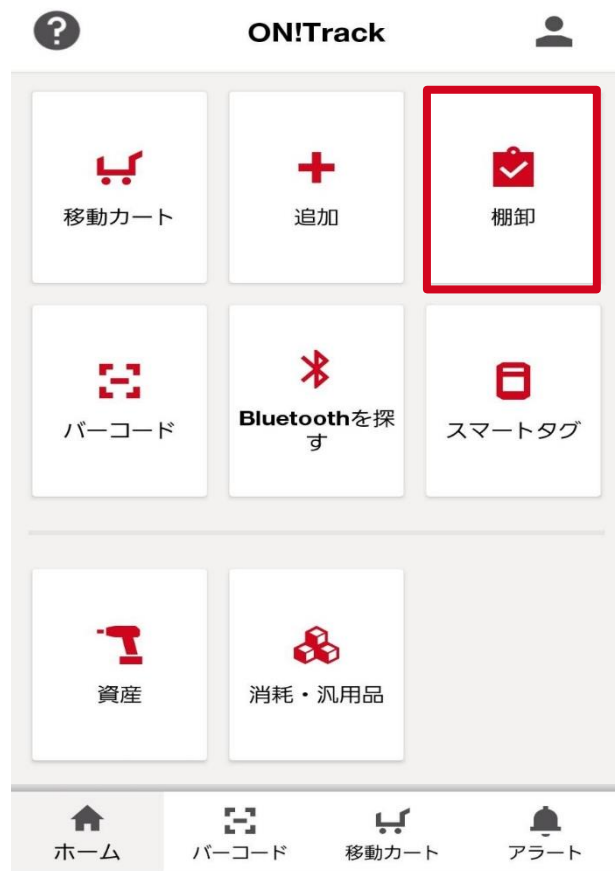 ON!Track
移動カート
追加
棚卸
バーコード
Bluetoothを探
す
スマートタグ
資産
消耗・汎用品
ホーム
バーコード
移動カート
アラート